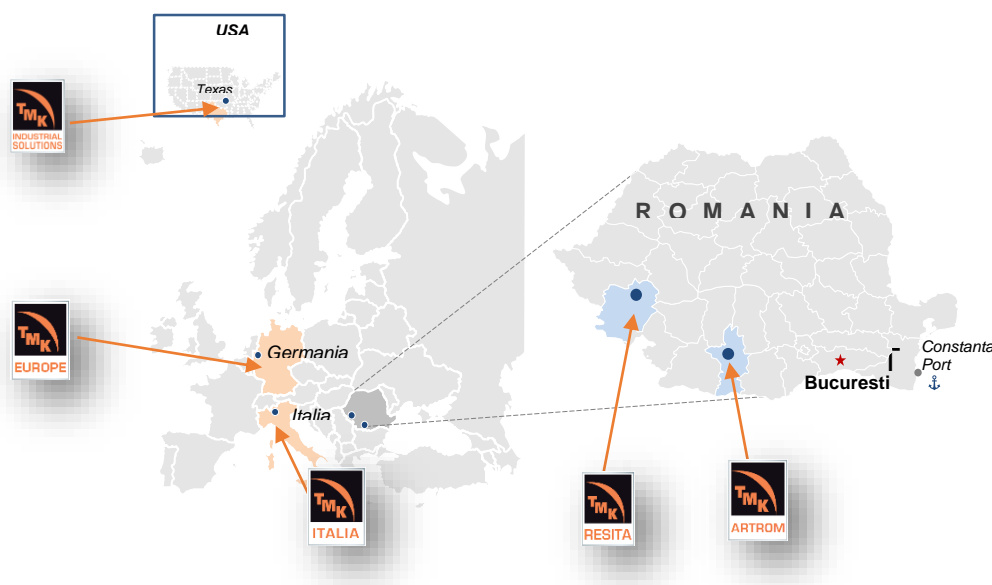 USA
Texas
TMK
INDUSTRIAL
SOLUTIONS
ROMANIA
TMK
EUROPE
Germania
Italia
Constanta
Port
Bucuresti
TMK
ITALIA
TMK
RESITA
TMK
ARTROM